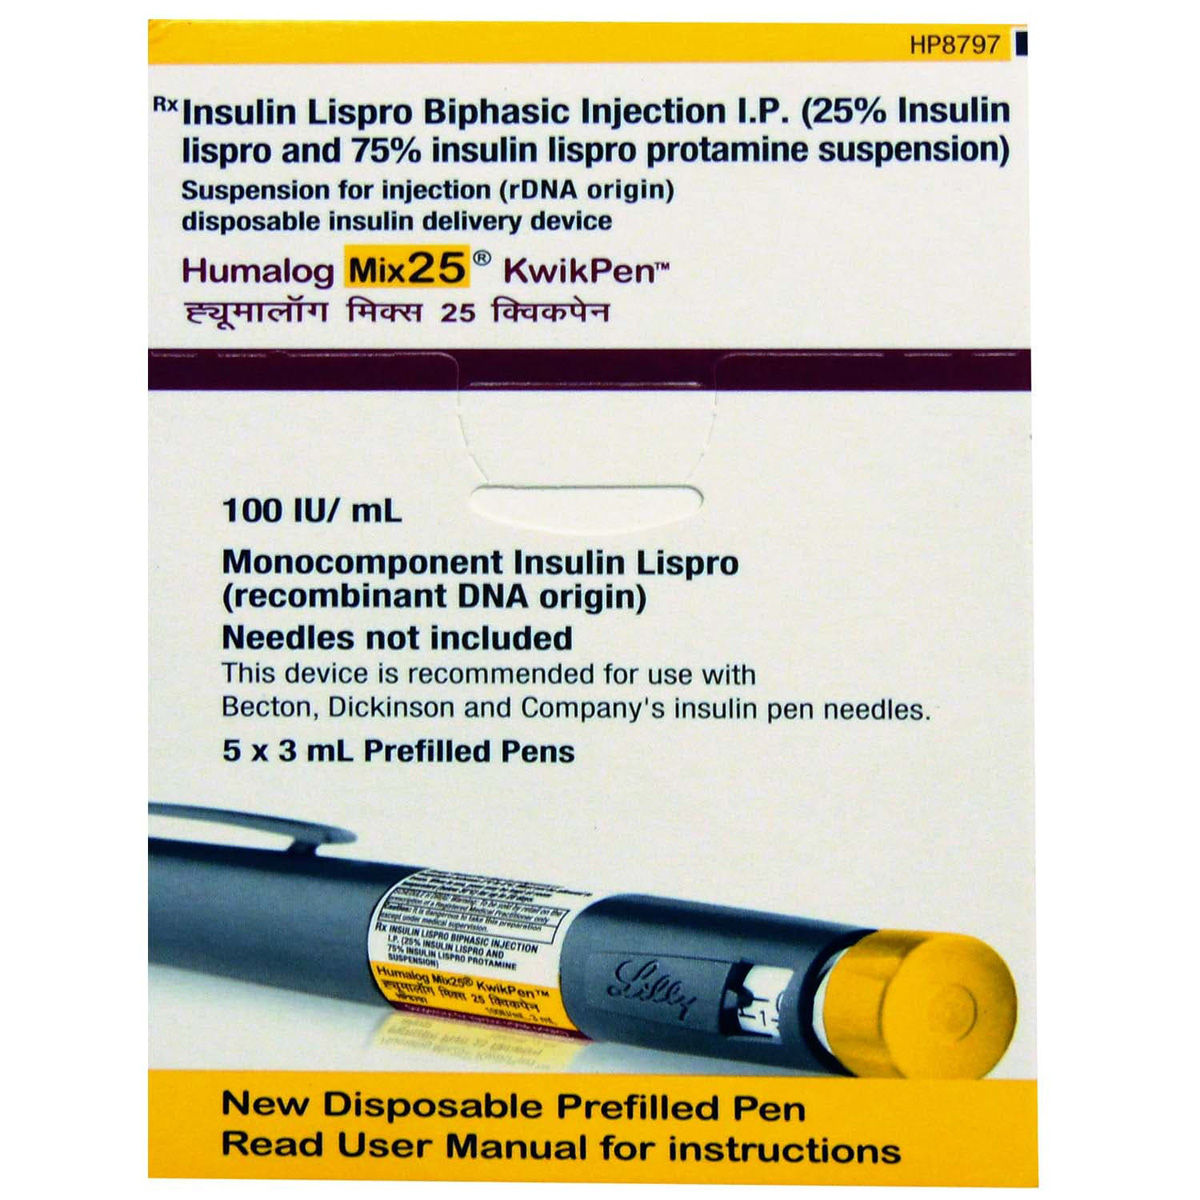 HP8797
Rx Insulin Lispro Biphasic Injection I.P. (25% Insulin
lispro and 75% insulin lispro protamine suspension)
Suspension for injection (rDNA origin)
disposable insulin delivery device
Humalog Mix25® KwikPen™
ह्यूमालॉग मिक्स 25 क्विकपेन
100 IU/ mL
Monocomponent Insulin Lispro
(recombinant DNA origin)
Needles not included
This device is recommended for use with
Becton, Dickinson and Company's insulin pen needles.
5 x 3 mL Prefilled Pens
Rx INSULIN LISPRO BIPHASIC INJECTION
I.P. (25% INSULIN LISPRO AND
75% INSULIN LISPRO PROTAMINE
SUSPENSION)
Humalog Mix25® KwikPen™
ह्यूमालॉग मिक्स 25 क्विकपेन
Lilly
1
New Disposable Prefilled Pen
Read User Manual for instructions